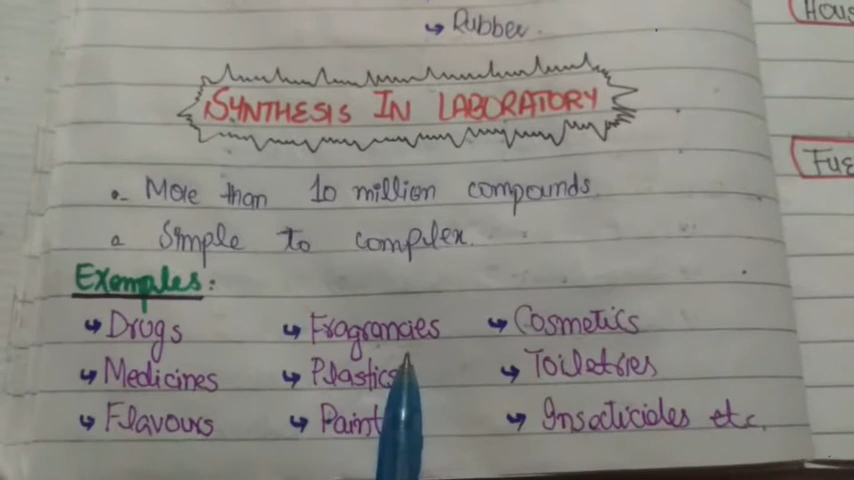 ↳ Rubber
SYNTHESIS IN LABORATORY
More than 10 million compounds.
Simple to complex.
Examples:
↳ Drugs ↳ Fragrancies ↳ Cosmetics
↳ Medicines ↳ Plastics ↳ Toiletries
↳ Flavours ↳ Paint ↳ Insecticides etc.